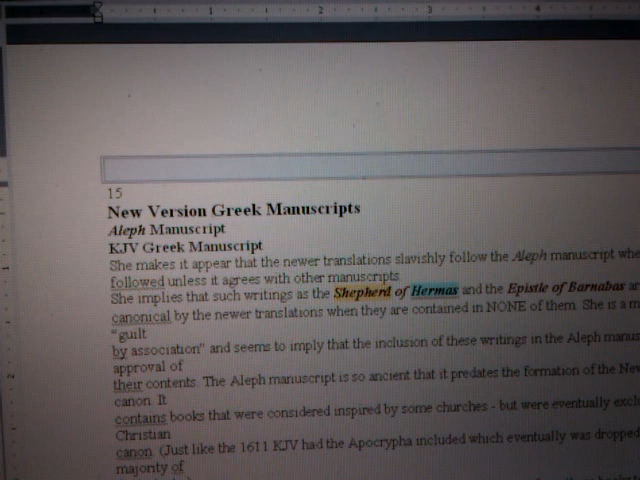 15
New Version Greek Manuscripts
Aleph Manuscript
KJV Greek Manuscript
She makes it appear that the newer translations slavishly follow the Aleph manuscript
followed unless it agrees with other manuscripts.
She implies that such writings as the Shepherd of Hermas and the Epistle of Barnabas
canonical by the newer translations when they are contained in NONE of them. She is a
"guilt
by association" and seems to imply that the inclusion of these writings in the Aleph
approval of
their contents. The Aleph manuscript is so ancient that it predates the formation of the
canon. It
contains books that were considered inspired by some churches - but were eventually
Christian
canon. (Just like the 1611 KJV had the Apocrypha included which eventually was dropped
majority of